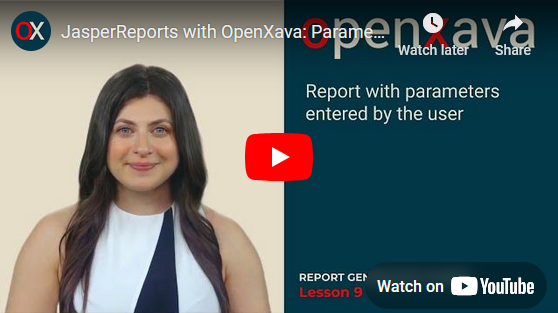 OX
JasperReports with OpenXava: Parame...
openxava
Watch later
Share
Report with parameters
entered by the user
REPORT GEN
Lesson 9
Watch on YouTube